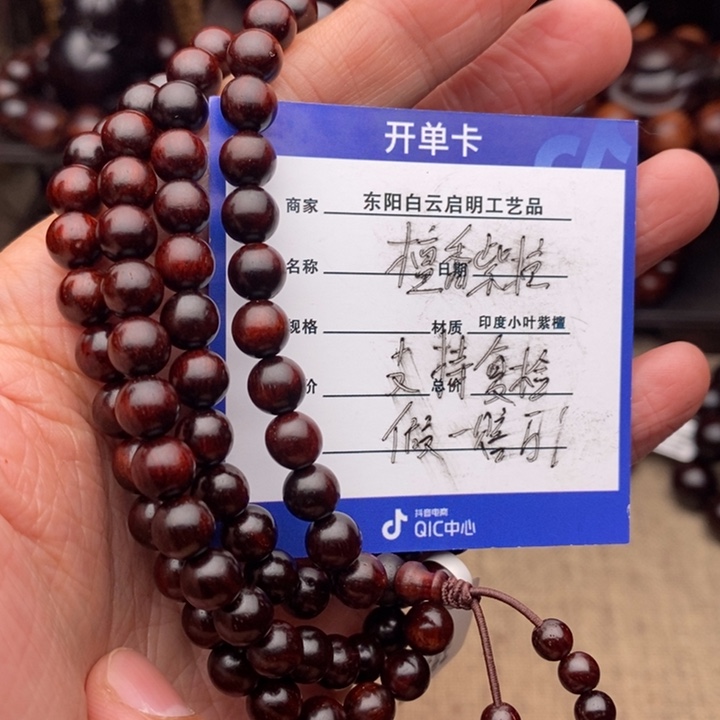 开单卡
商家 东阳白云启明工艺品
名称 日期
檀香紫檀
规格 材质 印度小叶紫檀
价 总价
支持复检
假一赔
抖音电商
QIC中心